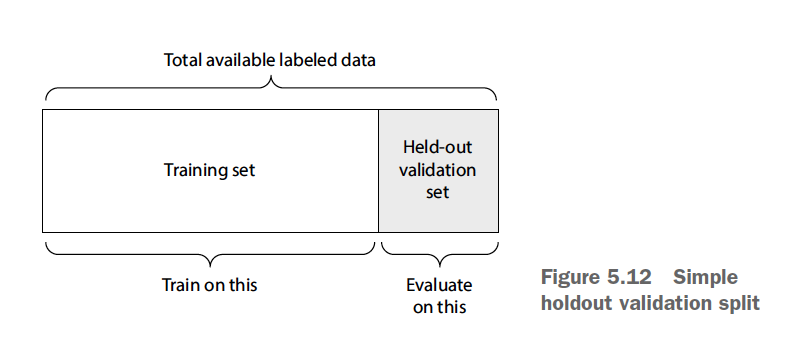 Total available labeled data
Training set
Held-out
validation
set
Train on this
Evaluate
on this
Figure 5.12 Simple
holdout validation split